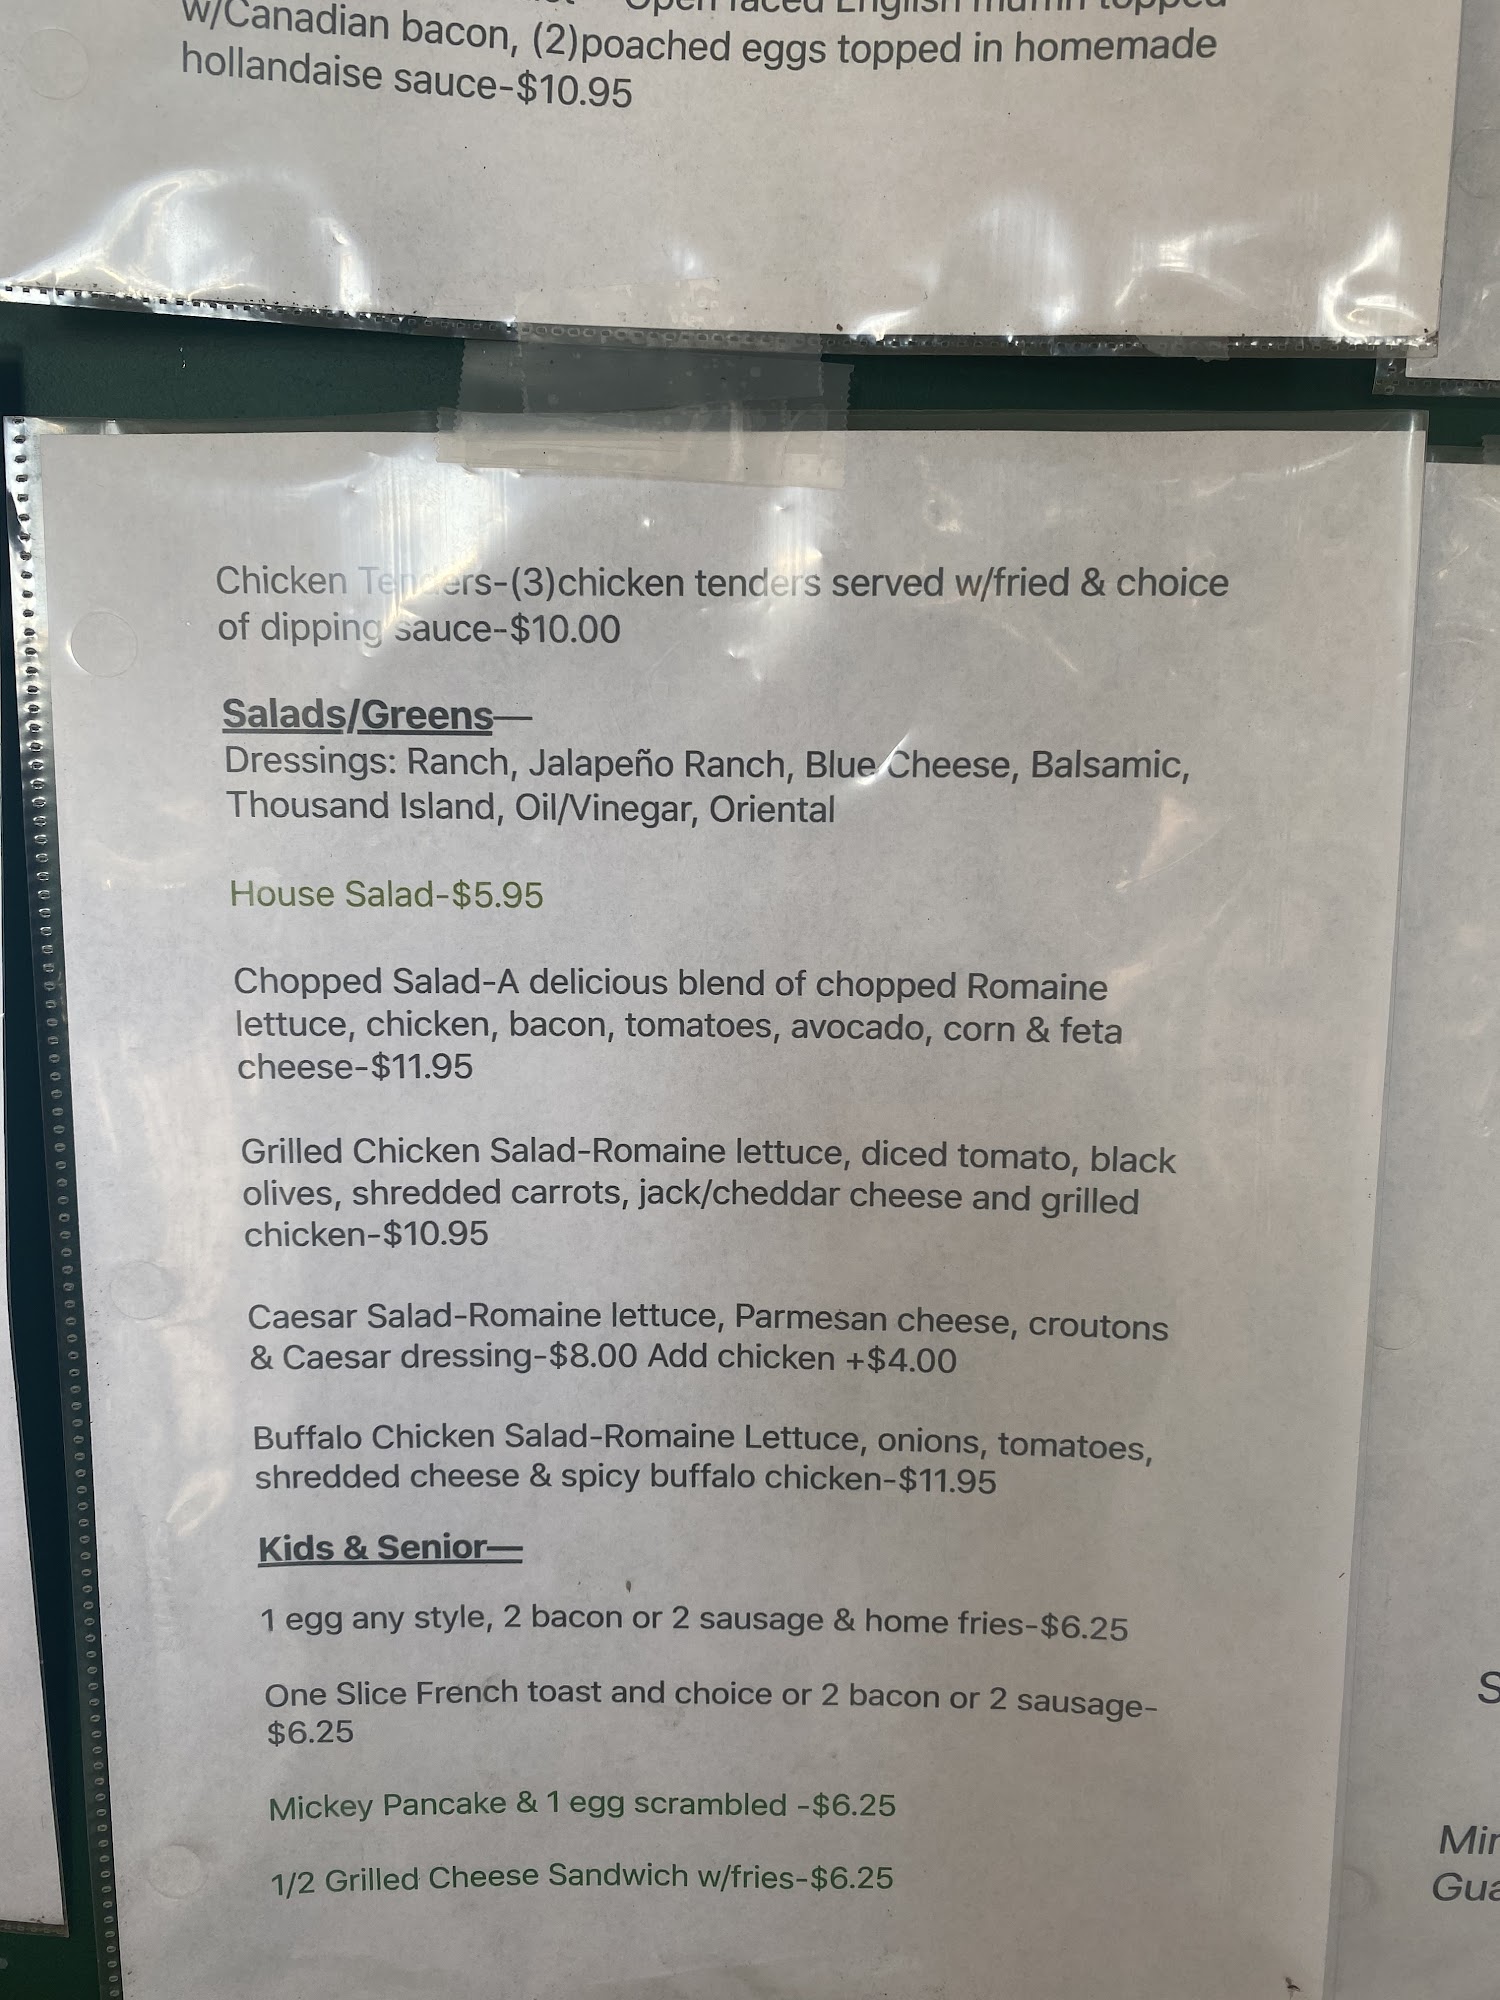 Open faced English muffin topped
w/Canadian bacon, (2)poached eggs topped in homemade
hollandaise sauce-$10.95
Chicken Tenders-(3)chicken tenders served w/fried & choice
of dipping sauce-$10.00
Salads/Greens—
Dressings: Ranch, Jalapeño Ranch, Blue Cheese, Balsamic,
Thousand Island, Oil/Vinegar, Oriental
House Salad-$5.95
Chopped Salad-A delicious blend of chopped Romaine
lettuce, chicken, bacon, tomatoes, avocado, corn & feta
cheese-$11.95
Grilled Chicken Salad-Romaine lettuce, diced tomato, black
olives, shredded carrots, jack/cheddar cheese and grilled
chicken-$10.95
Caesar Salad-Romaine lettuce, Parmesan cheese, croutons
& Caesar dressing-$8.00 Add chicken +$4.00
Buffalo Chicken Salad-Romaine Lettuce, onions, tomatoes,
shredded cheese & spicy buffalo chicken-$11.95
Kids & Senior—
1 egg any style, 2 bacon or 2 sausage & home fries-$6.25
One Slice French toast and choice or 2 bacon or 2 sausage-
$6.25
Mickey Pancake & 1 egg scrambled -$6.25
1/2 Grilled Cheese Sandwich w/fries-$6.25